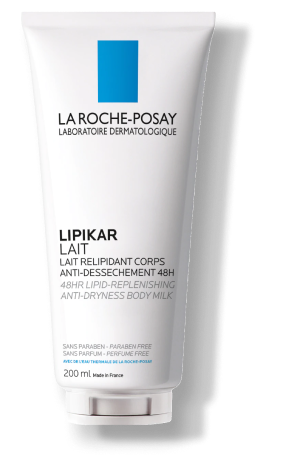 LA ROCHE-POSAY
LABORATOIRE DERMATOLOGIQUE
LIPIKAR
LAIT
LAIT RELIPIDANT CORPS
ANTI-DESSECHEMENT 48H
48HR LIPID-REPLENISHING
ANTI-DRYNESS BODY MILK
SANS PARABEN - PARABEN FREE
SANS PARFUM - PERFUME FREE
AVEC DE L'EAU THERMALE DE LA ROCHE-POSAY
200 ml Made in France